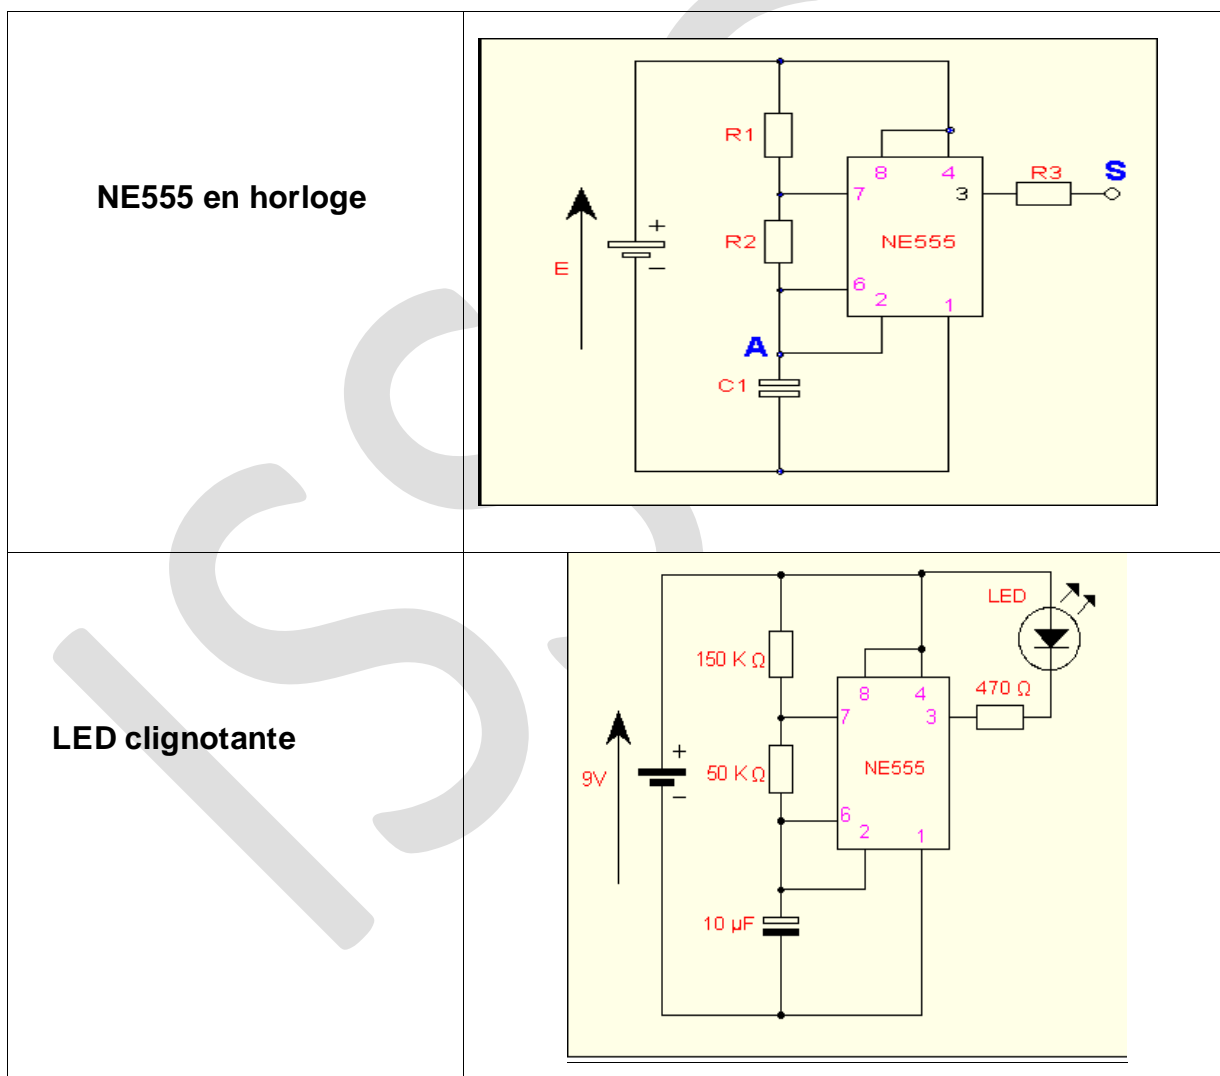 NE555 en horloge
R1
8
4
S
7
3
R3
R2
NE555
+
E
−
6
2
1
A
C1
LED clignotante
LED
150 K Ω
8
4
470 Ω
7
3
9V
+
50 K Ω
NE555
−
6
2
1
10 µF